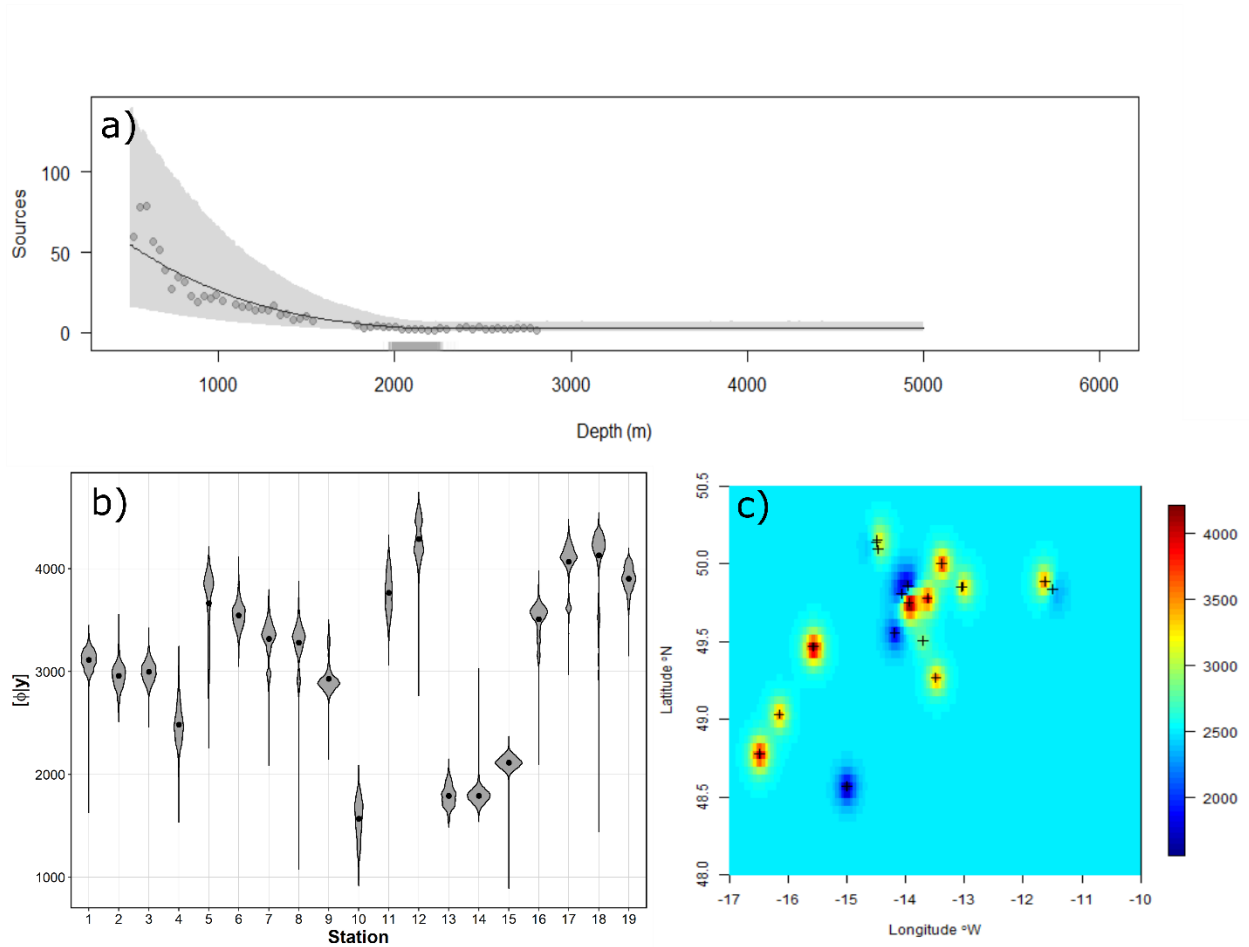 a)
Sources
100
50
0
1000 2000 3000 4000 5000 6000
Depth (m)
b)
[ϕ|y]
4000
3000
2000
1000
1 2 3 4 5 6 7 8 9 10 11 12 13 14 15 16 17 18 19
Station
c)
Latitude °N
50.5
50.0
49.5
49.0
48.5
48.0
-17 -16 -15 -14 -13 -12 -11 -10
Longitude °W
4000
3500
3000
2500
2000